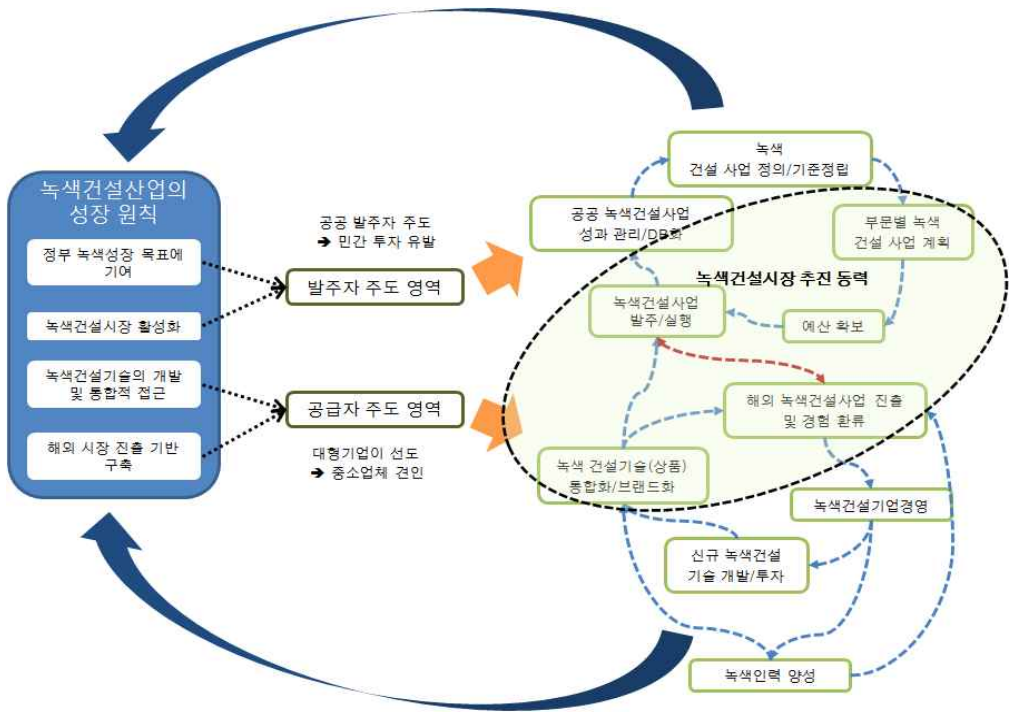 녹색건설산업의
성장 원칙
정부 녹색성장 목표에
기여
녹색건설시장 활성화
녹색건설기술의 개발
및 통합적 접근
해외 시장 진출 기반
구축
공공 발주자 주도
➔ 민간 투자 유발
발주자 주도 영역
공급자 주도 영역
대형기업이 선도
➔ 중소업체 견인
녹색
건설 사업 정의/기준정립
공공 녹색건설사업
성과 관리/DB화
부문별 녹색
건설 사업 계획
녹색건설시장 추진 동력
녹색건설사업
발주/실행
예산 확보
해외 녹색건설사업 진출
및 경험 환류
녹색 건설기술(상품)
통합화/브랜드화
녹색건설기업경영
신규 녹색건설
기술 개발/투자
녹색인력 양성